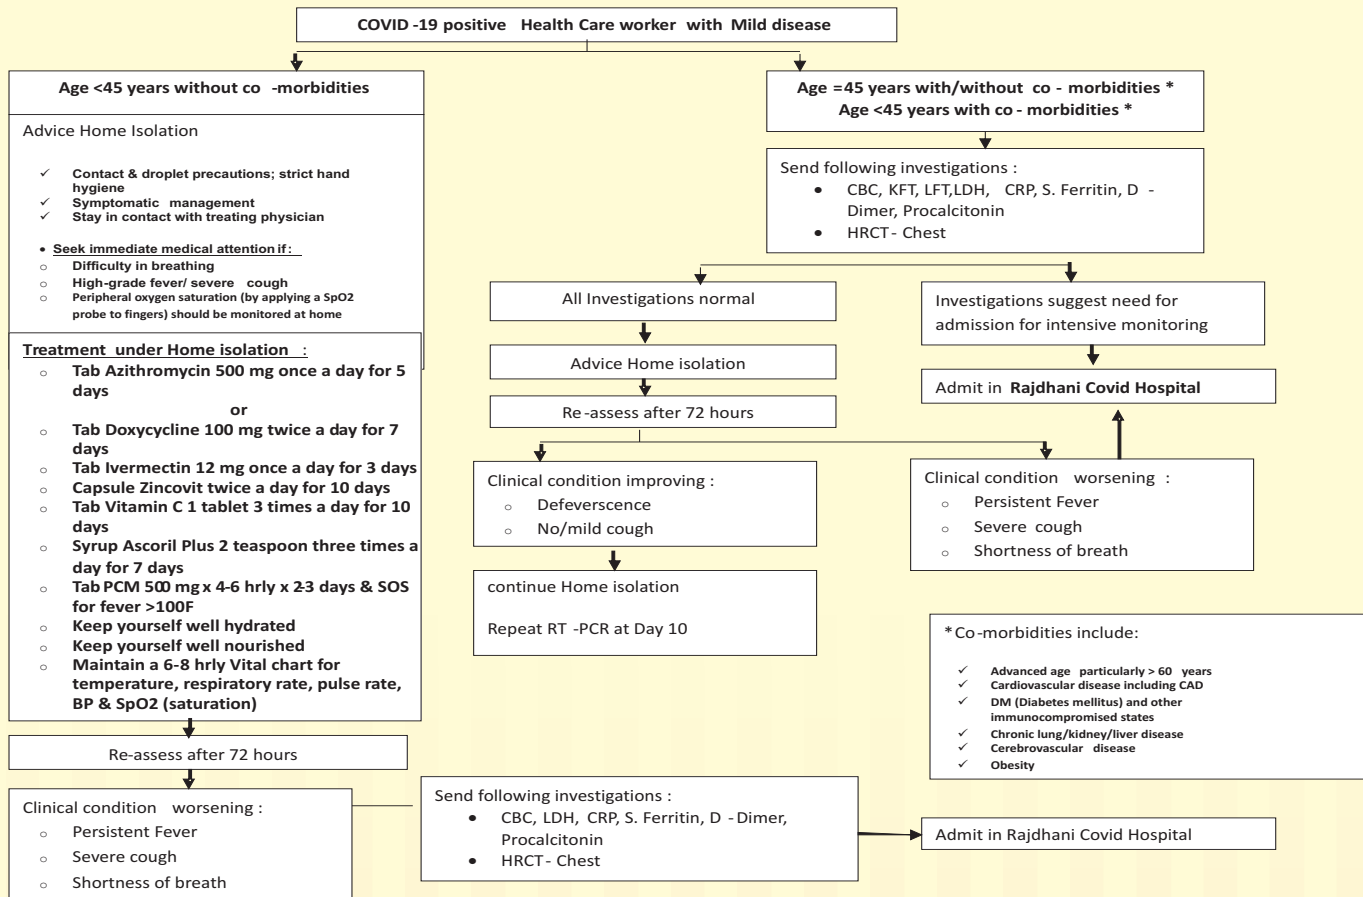 COVID -19 positive Health Care worker with Mild disease
Age <45 years without co -morbidities
Advice Home Isolation
✓ Contact & droplet precautions; strict hand
hygiene
✓ Symptomatic management
✓ Stay in contact with treating physician
• Seek immediate medical attention if :
○ Difficulty in breathing
○ High-grade fever/ severe cough
○ Peripheral oxygen saturation (by applying a SpO2
probe to fingers) should be monitored at home
Treatment under Home isolation :
○ Tab Azithromycin 500 mg once a day for 5
days
or
○ Tab Doxycycline 100 mg twice a day for 7
days
○ Tab Ivermectin 12 mg once a day for 3 days
○ Capsule Zincovit twice a day for 10 days
○ Tab Vitamin C 1 tablet 3 times a day for 10
days
○ Syrup Ascoril Plus 2 teaspoon three times a
day for 7 days
○ Tab PCM 500 mg x 4-6 hrly x 2-3 days & SOS
for fever >100F
○ Keep yourself well hydrated
○ Keep yourself well nourished
○ Maintain a 6-8 hrly Vital chart for
temperature, respiratory rate, pulse rate,
BP & SpO2 (saturation)
Re-assess after 72 hours
Clinical condition worsening :
○ Persistent Fever
○ Severe cough
○ Shortness of breath
Send following investigations :
• CBC, LDH, CRP, S. Ferritin, D - Dimer,
Procalcitonin
• HRCT - Chest
Admit in Rajdhani Covid Hospital
Age =45 years with/without co - morbidities *
Age <45 years with co - morbidities *
Send following investigations :
• CBC, KFT, LFT,LDH, CRP, S. Ferritin, D -
Dimer, Procalcitonin
• HRCT - Chest
All Investigations normal
Advice Home isolation
Re-assess after 72 hours
Investigations suggest need for
admission for intensive monitoring
Admit in Rajdhani Covid Hospital
Clinical condition improving :
○ Defeverscence
○ No/mild cough
continue Home isolation
Repeat RT -PCR at Day 10
Clinical condition worsening :
○ Persistent Fever
○ Severe cough
○ Shortness of breath
*Co-morbidities include:
✓ Advanced age particularly > 60 years
✓ Cardiovascular disease including CAD
✓ DM (Diabetes mellitus) and other
immunocompromised states
✓ Chronic lung/kidney/liver disease
✓ Cerebrovascular disease
✓ Obesity